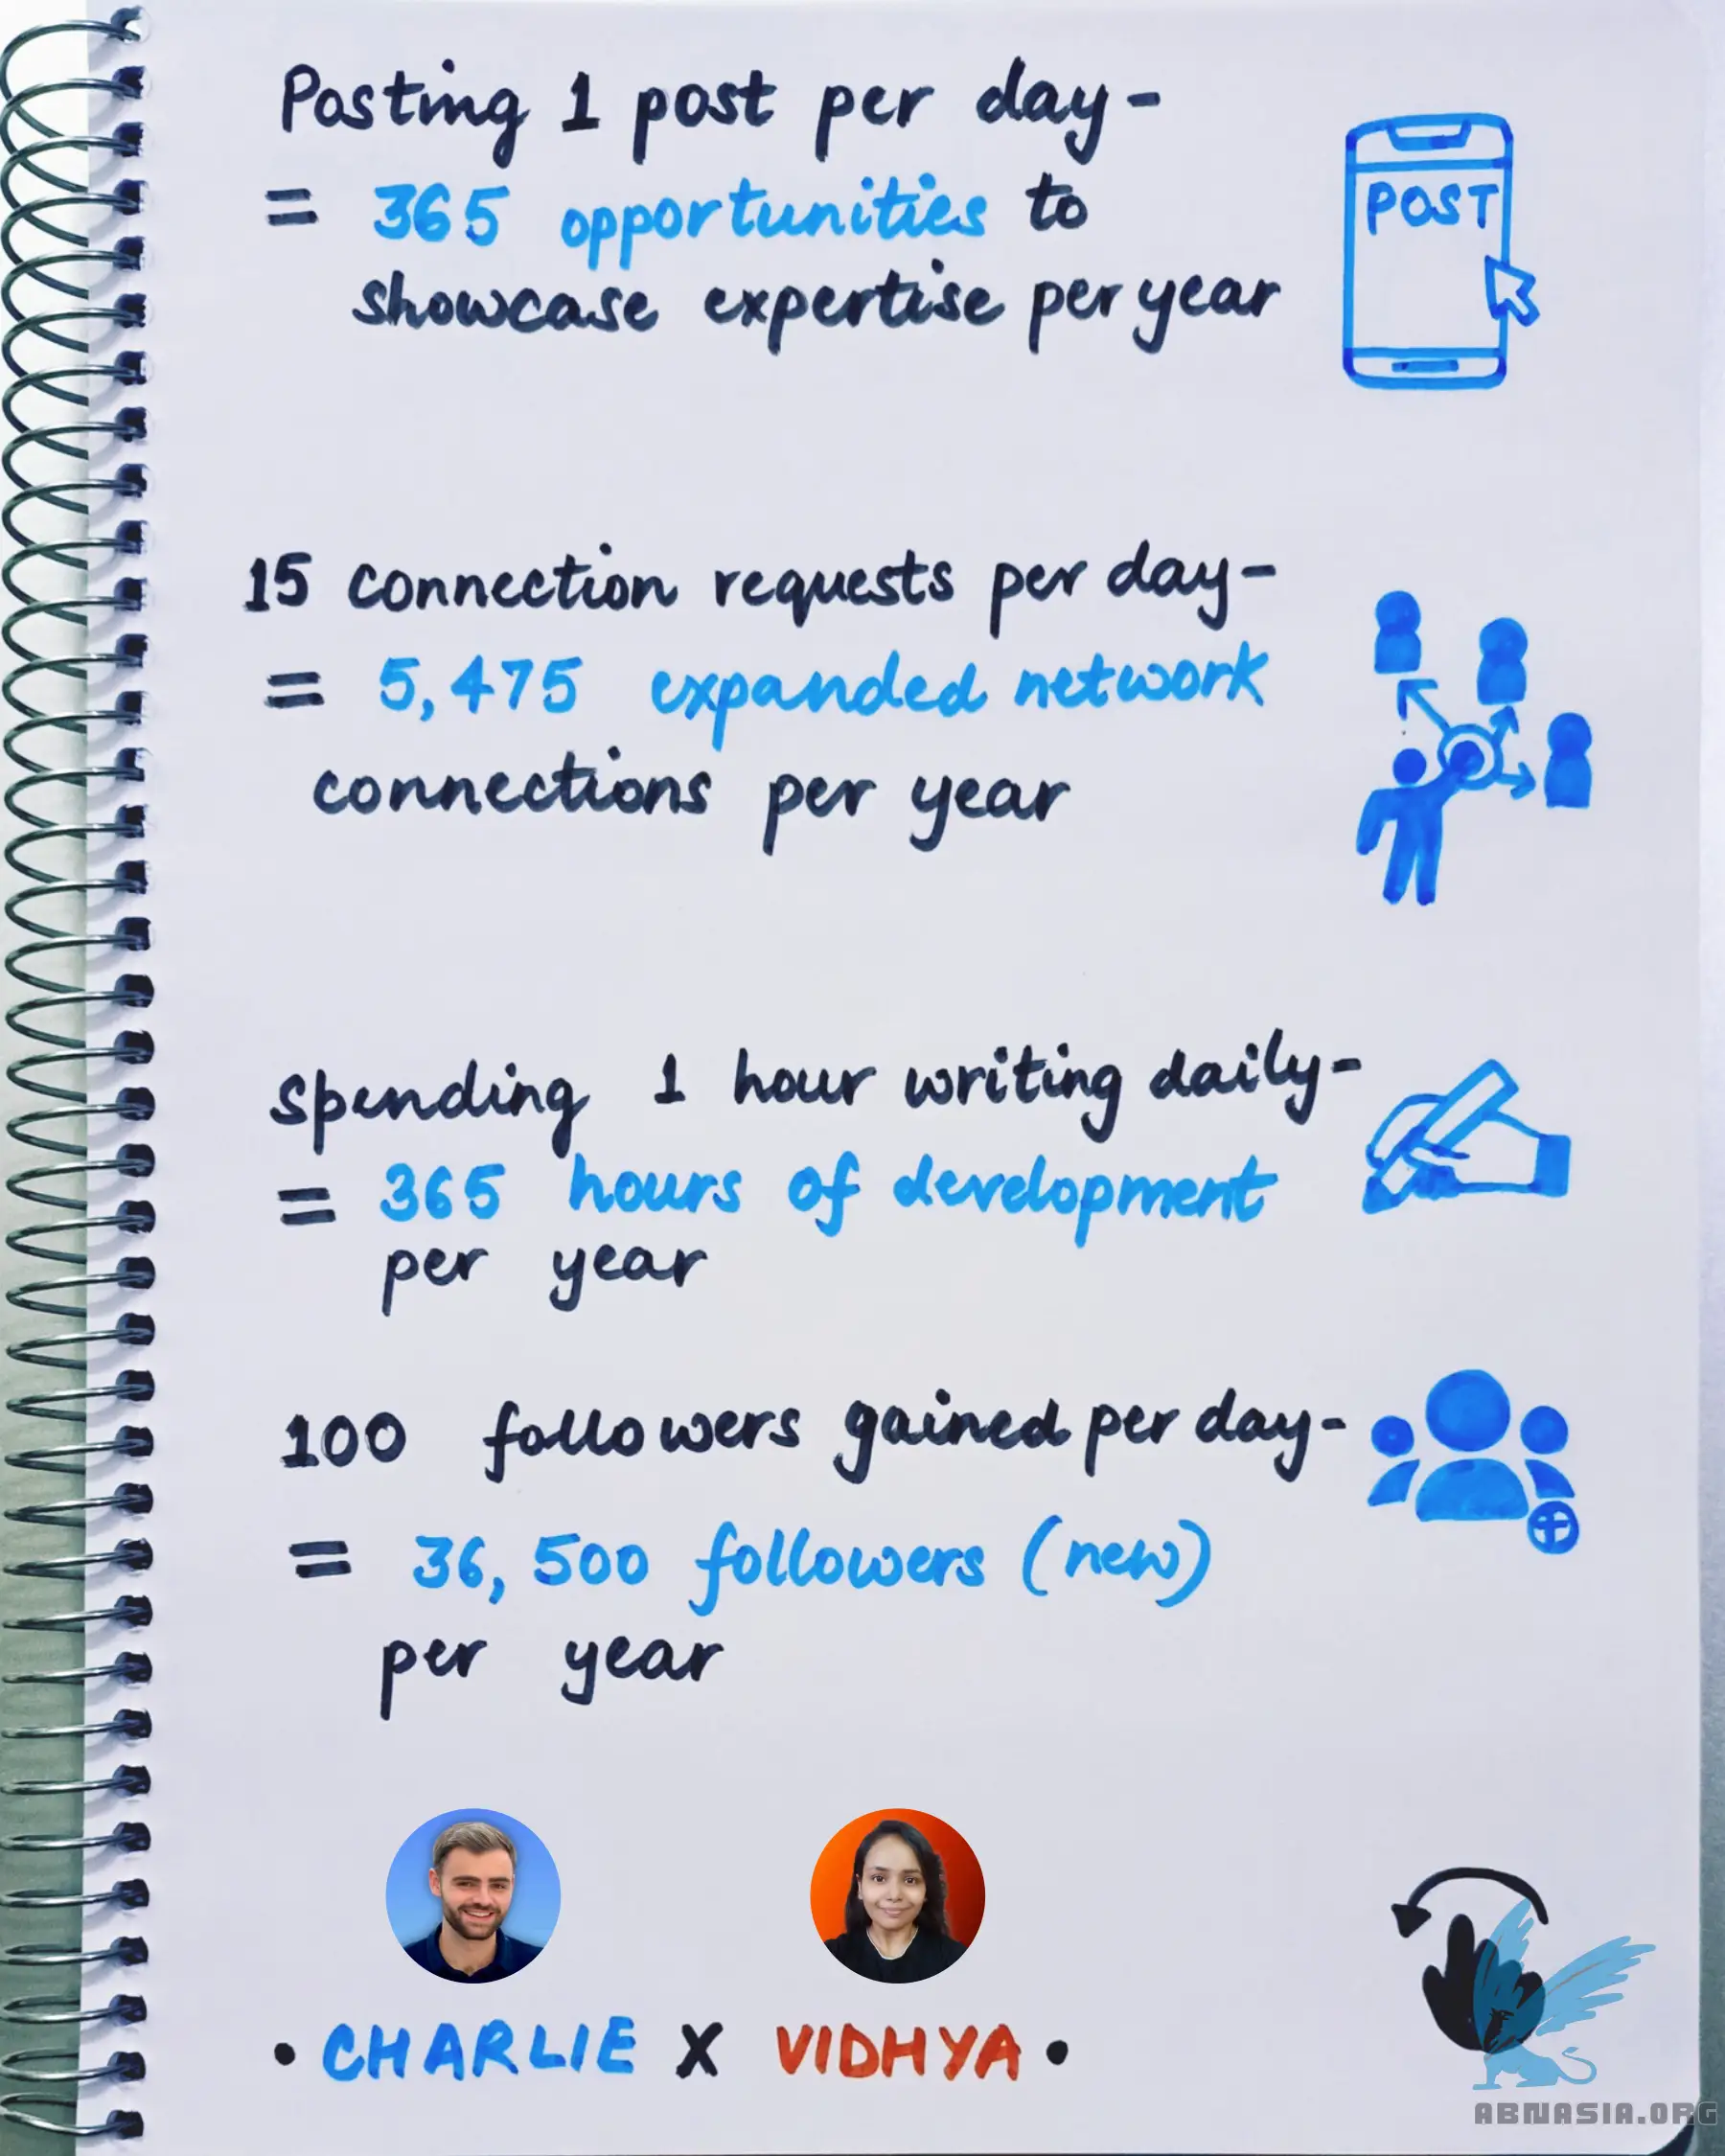 Posting 1 post per day-
= 365 opportunities to
showcase expertise per year
POST
15 connection requests per day-
= 5,475 expanded network
connections per year
Spending 1 hour writing daily-
= 365 hours of development
per year
100 followers gained per day-
= 36,500 followers (new)
per year
• CHARLIE X VIDHYA •
ABNASIA.ORG